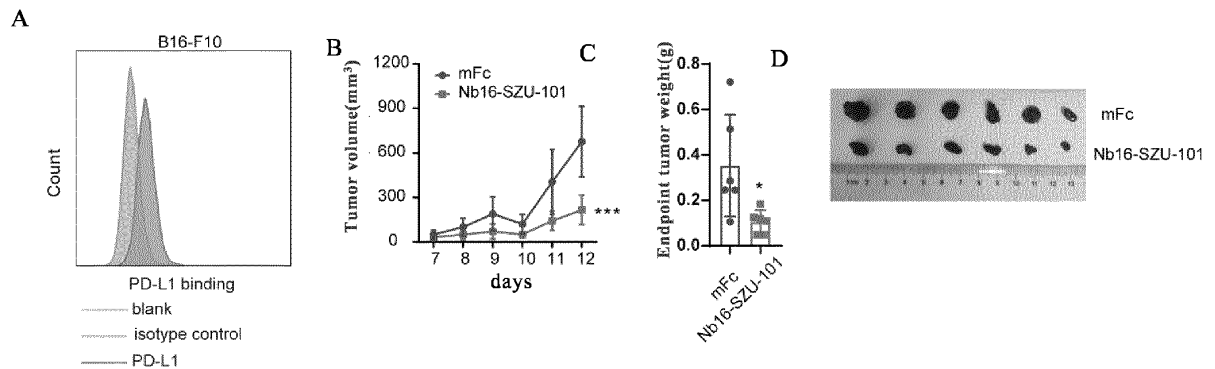 A
B16-F10
Count
PD-L1 binding
blank
isotype control
PD-L1
B
Tumor volume(mm³)
1200
900
600
300
0
mFc
Nb16-SZU-101
***
7 8 9 10 11 12
days
C
Endpoint tumor weight(g)
0.8
0.6
0.4
0.2
0.0
*
mFc
Nb16-SZU-101
D
mFc
Nb16-SZU-101